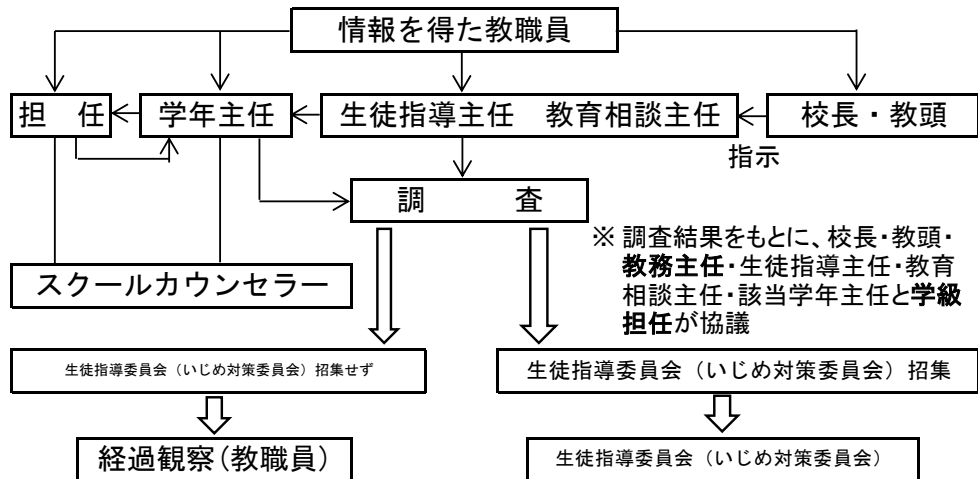 情報を得た教職員
担　任
学年主任
生徒指導主任　教育相談主任
校長・教頭
指示
調　　　査
※ 調査結果をもとに、校長・教頭・
教務主任・生徒指導主任・教育
相談主任・該当学年主任と学級
担任が協議
スクールカウンセラー
生徒指導委員会（いじめ対策委員会）招集せず
生徒指導委員会（いじめ対策委員会）招集
経過観察（教職員）
生徒指導委員会（いじめ対策委員会）